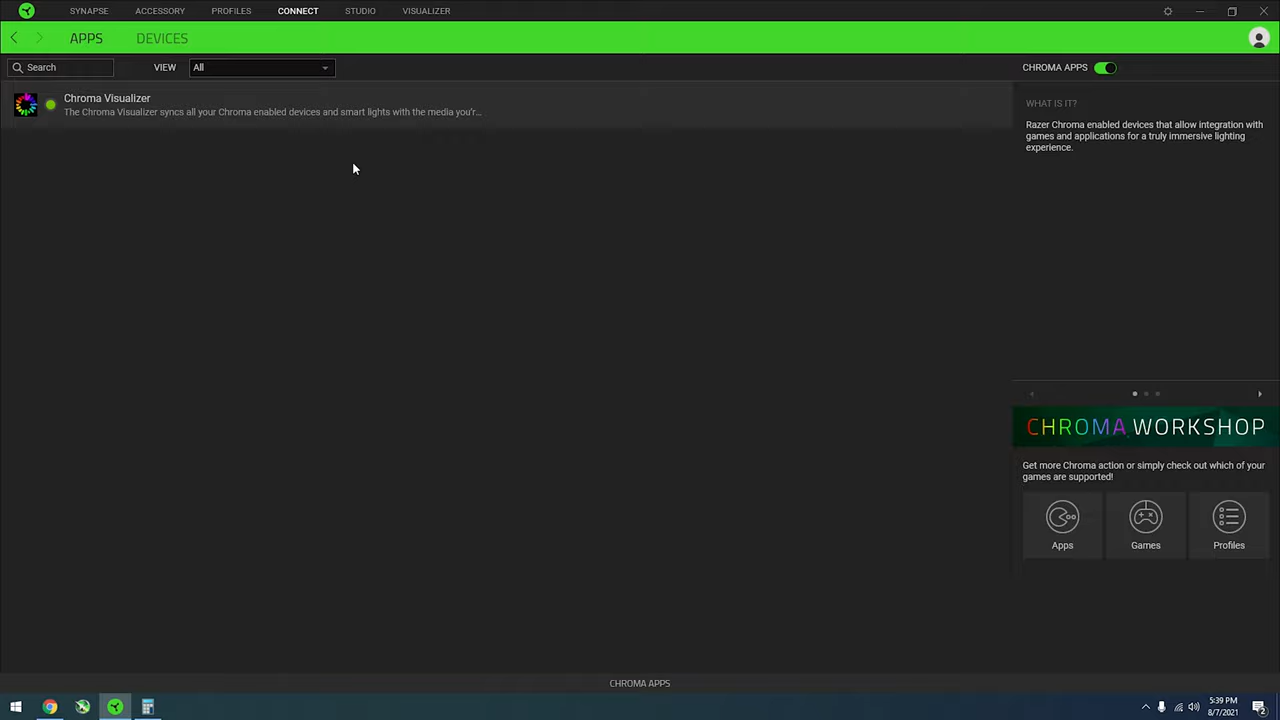 SYNAPSE ACCESSORY PROFILES CONNECT STUDIO VISUALIZER
APPS DEVICES
Search VIEW All CHROMA APPS
Chroma Visualizer
The Chroma Visualizer syncs all your Chroma enabled devices and smart lights with the media you'r...
WHAT IS IT?
Razer Chroma enabled devices that allow integration with
games and applications for a truly immersive lighting
experience.
CHROMA WORKSHOP
Get more Chroma action or simply check out which of your
games are supported!
Apps Games Profiles
CHROMA APPS
5:39 PM
8/7/2021
2